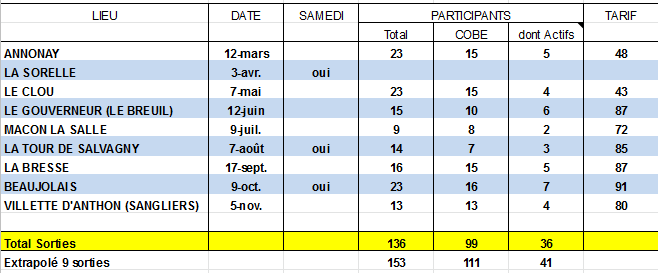 LIEU DATE SAMEDI PARTICIPANTS TARIF
Total COBE dont Actifs
ANNONAY 12-mars 23 15 5 48
LA SORELLE 3-avr. oui
LE CLOU 7-mai 23 15 4 43
LE GOUVERNEUR (LE BREUIL) 12-juin 15 10 6 87
MACON LA SALLE 9-juil. 9 8 2 72
LA TOUR DE SALVAGNY 7-août oui 14 7 3 85
LA BRESSE 17-sept. 16 15 5 87
BEAUJOLAIS 9-oct. oui 23 16 7 91
VILLETTE D'ANTHON (SANGLIERS) 5-nov. 13 13 4 80
Total Sorties 136 99 36
Extrapolé 9 sorties 153 111 41